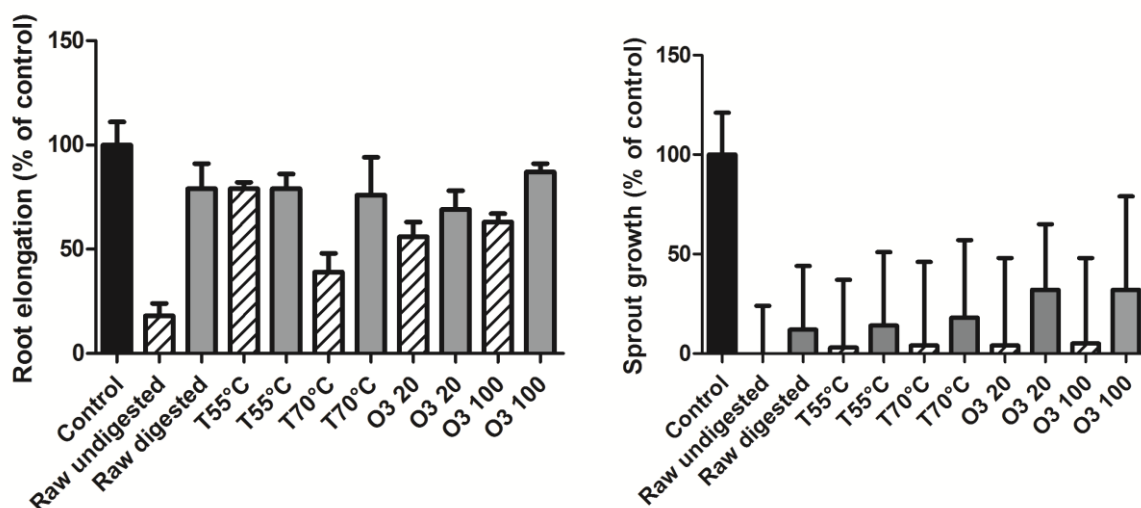 Root elongation (% of control)
150
100
50
0
Control
Raw undigested
Raw digested
T55°C
T55°C
T70°C
T70°C
O3 20
O3 20
O3 100
O3 100
Sprout growth (% of control)
150
100
50
0
Control
Raw undigested
Raw digested
T55°C
T55°C
T70°C
T70°C
O3 20
O3 20
O3 100
O3 100